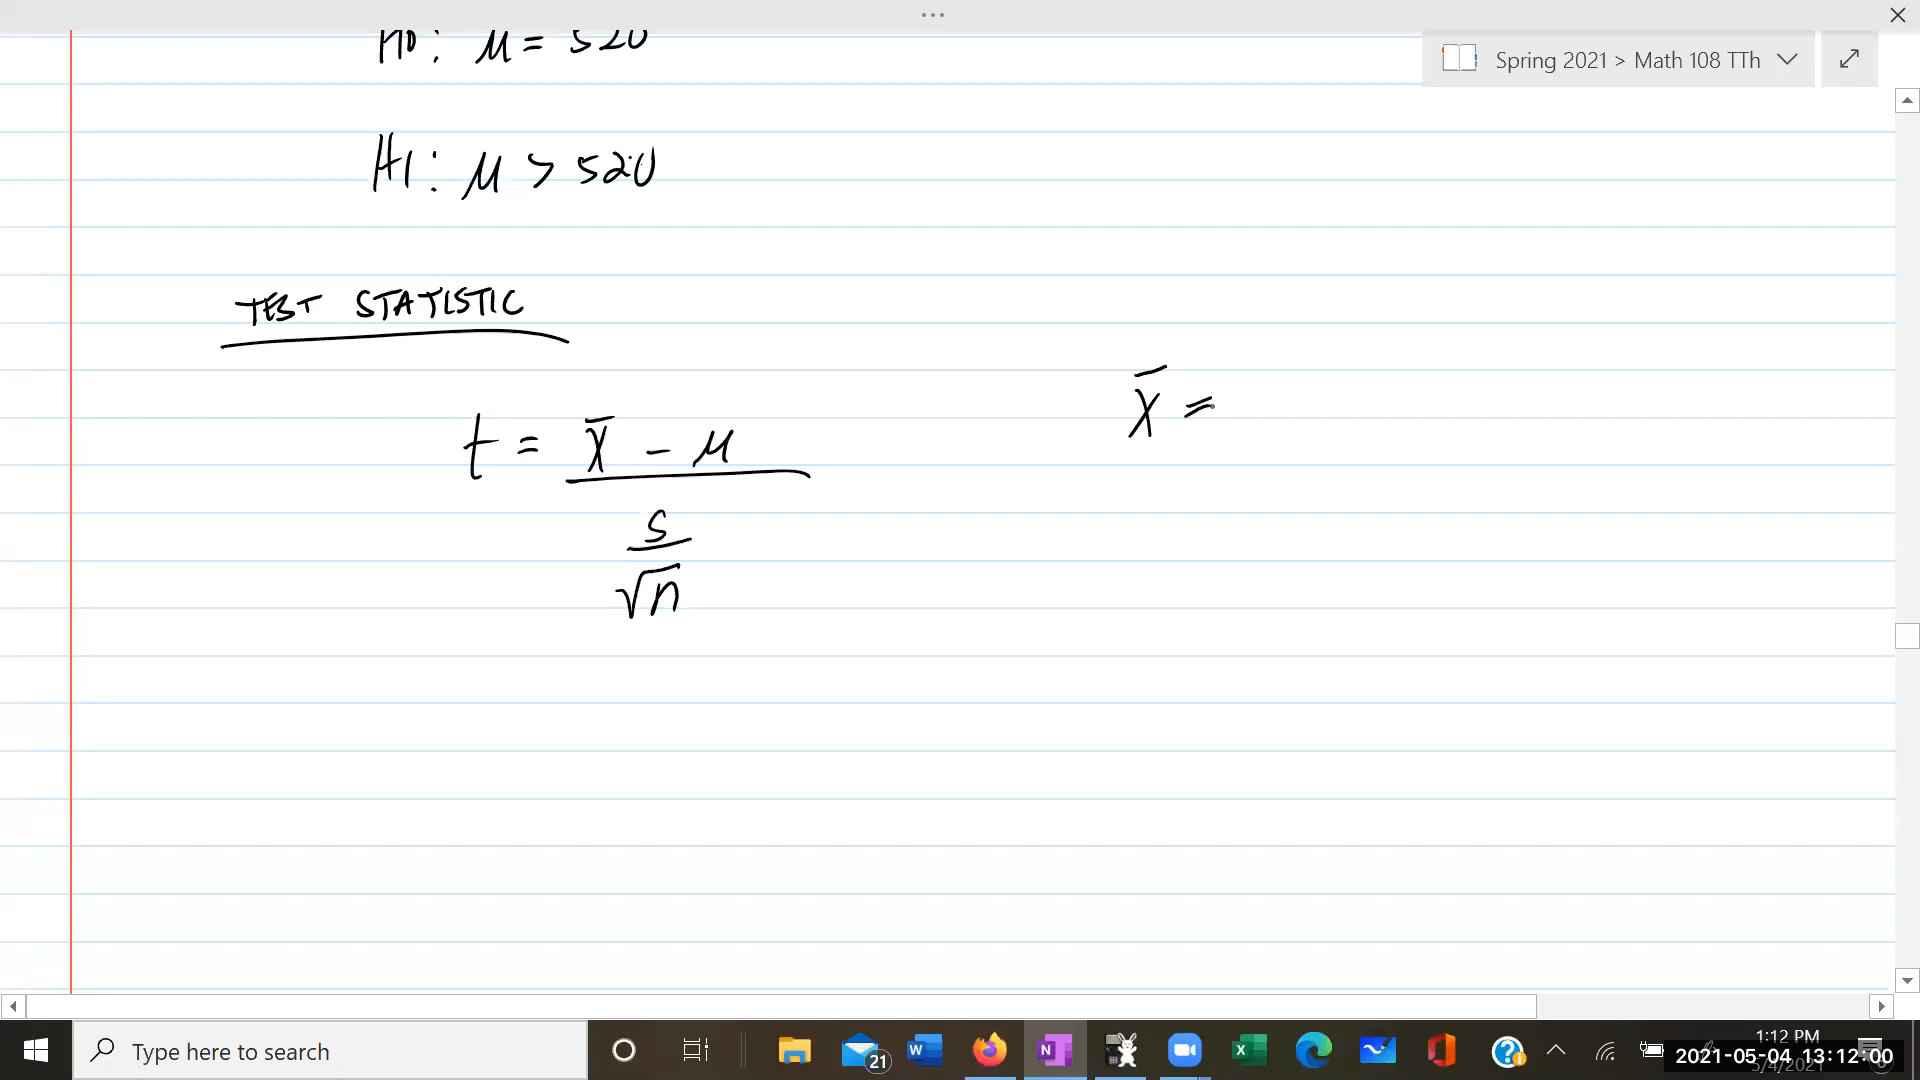 Spring 2021 > Math 108 TTh
H0: μ = 520
H1: μ > 520
TEST STATISTIC
x̄ =
t = x̄ - μ
s
√n
Type here to search
21
1:12 PM
2021-05-04 13:12:00